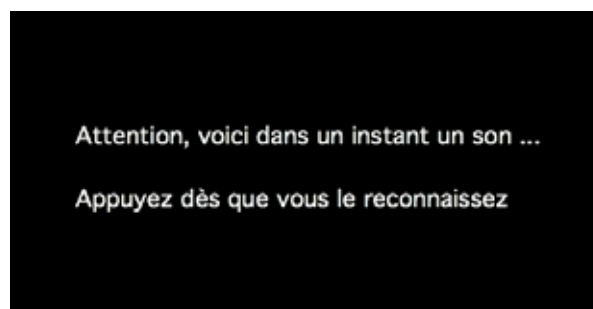 Attention, voici dans un instant un son ...
Appuyez dès que vous le reconnaissez